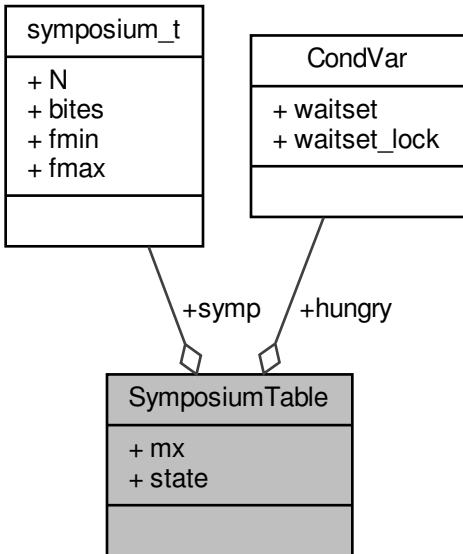 symposium_t
+ N
+ bites
+ fmin
+ fmax
CondVar
+ waitset
+ waitset_lock
+symp
+hungry
SymposiumTable
+ mx
+ state